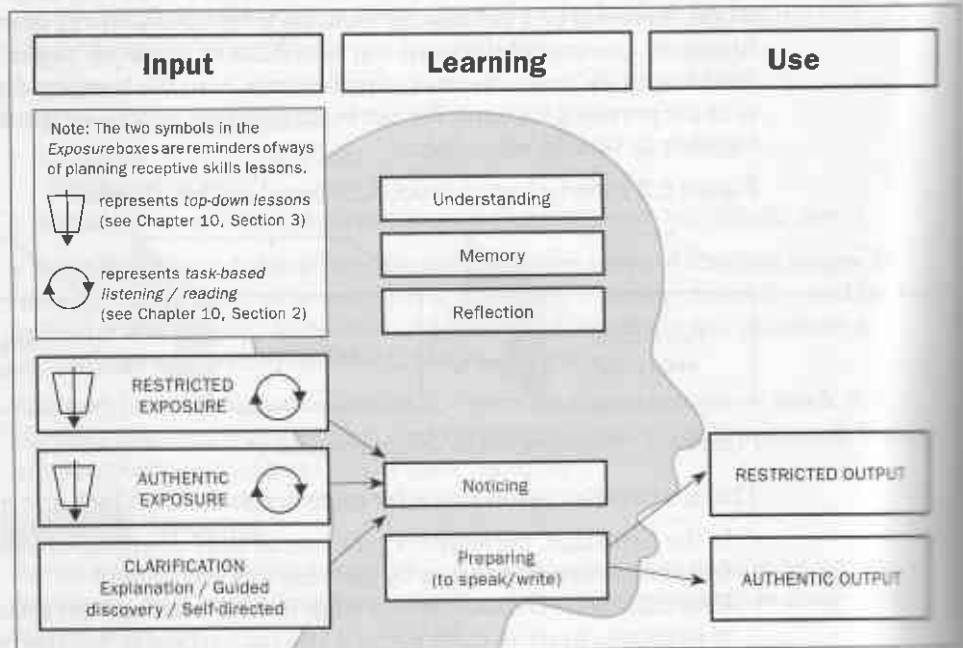 Input
Learning
Use
Note: The two symbols in the
Exposure boxes are reminders of ways
of planning receptive skills lessons.
represents top-down lessons
(see Chapter 10, Section 3)
represents task-based
listening / reading
(see Chapter 10, Section 2)
Understanding
Memory
Reflection
RESTRICTED
EXPOSURE
AUTHENTIC
EXPOSURE
CLARIFICATION
Explanation / Guided
discovery / Self-directed
Noticing
Preparing
(to speak/write)
RESTRICTED OUTPUT
AUTHENTIC OUTPUT